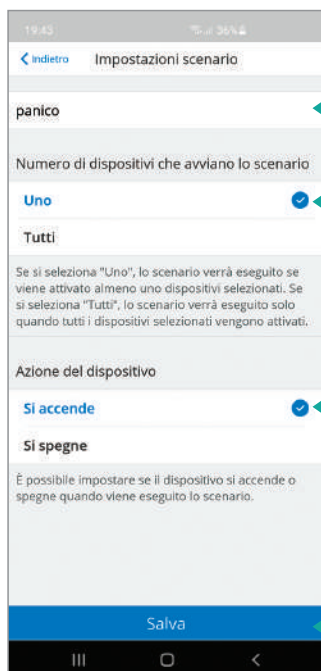 19:43 36%
Indietro Impostazioni scenario
panico
Numero di dispositivi che avviano lo scenario
Uno
Tutti
Se si seleziona "Uno", lo scenario verrà eseguito se
viene attivato almeno uno dispositivi selezionati. Se
si seleziona "Tutti", lo scenario verrà eseguito solo
quando tutti i dispositivi selezionati vengono attivati.
Azione del dispositivo
Si accende
Si spegne
È possibile impostare se il dispositivo si accende o
spegne quando viene eseguito lo scenario.
Salva